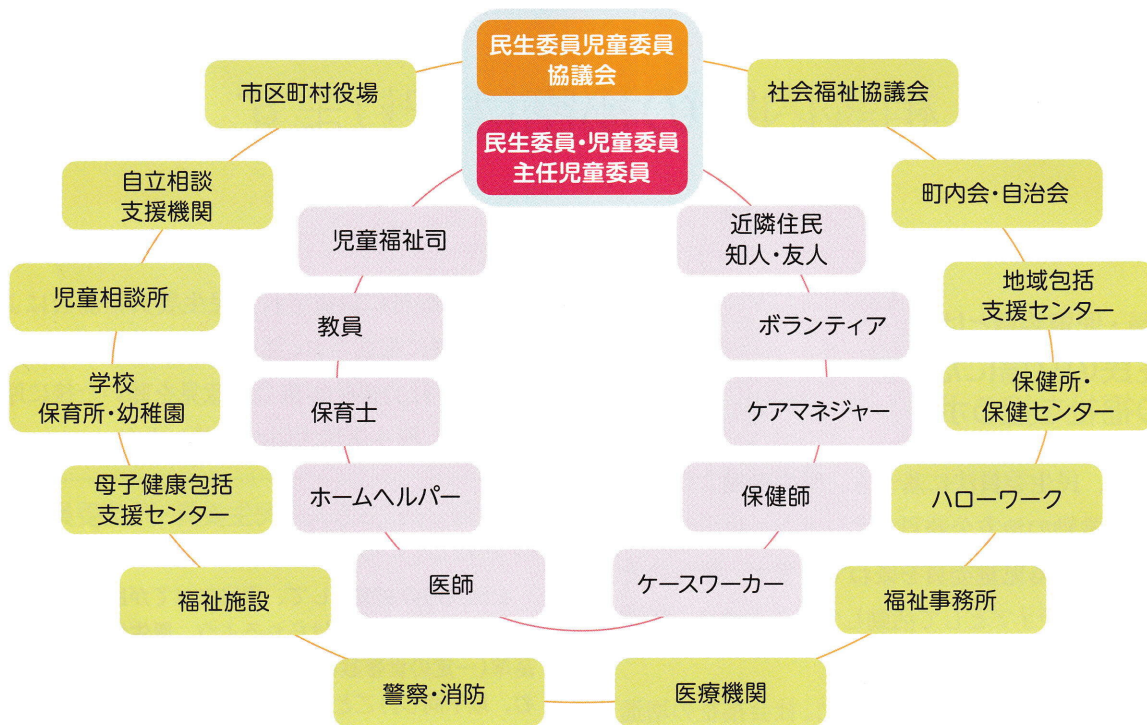 民生委員児童委員
協議会
民生委員・児童委員
主任児童委員
市区町村役場
社会福祉協議会
自立相談
支援機関
町内会・自治会
児童福祉司
近隣住民
知人・友人
児童相談所
地域包括
支援センター
教員
ボランティア
学校
保育所・幼稚園
保健所・
保健センター
保育士
ケアマネジャー
母子健康包括
支援センター
ハローワーク
ホームヘルパー
保健師
医師
ケースワーカー
福祉施設
福祉事務所
警察・消防
医療機関